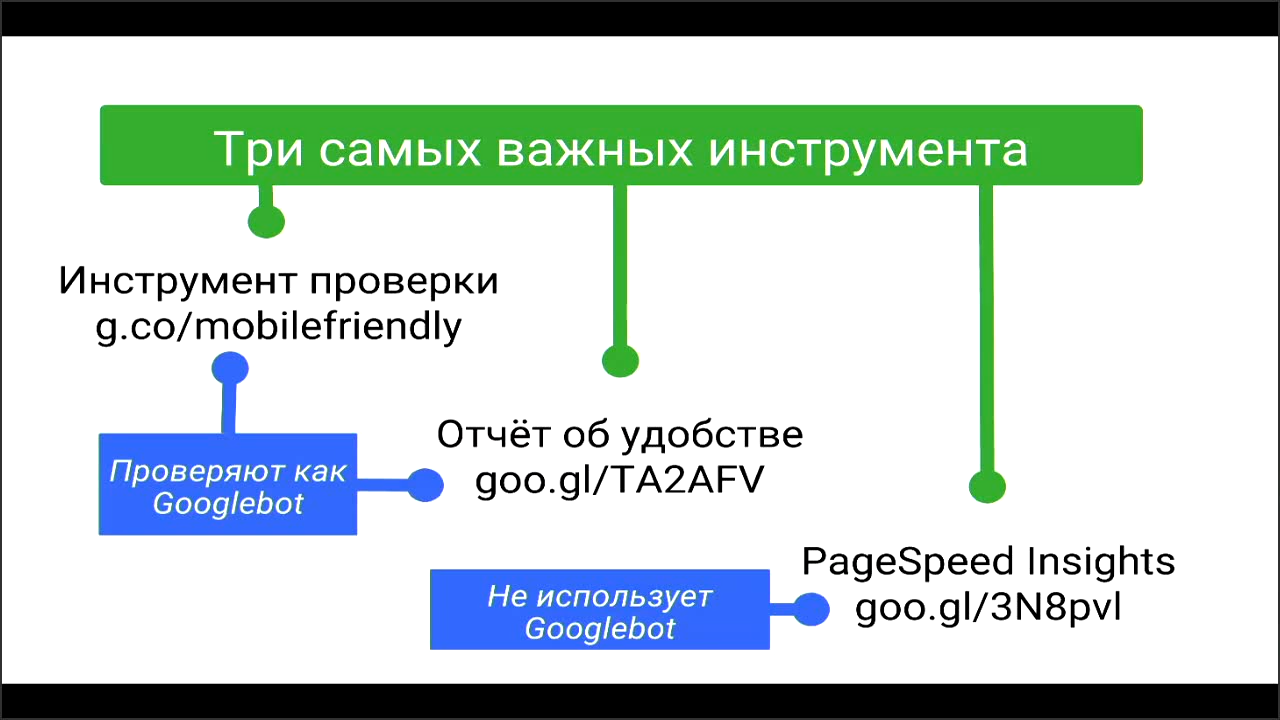 Три самых важных инструмента
Инструмент проверки
g.co/mobilefriendly
Проверяют как
Googlebot
Отчёт об удобстве
goo.gl/TA2AFV
Не использует
Googlebot
PageSpeed Insights
goo.gl/3N8pvl